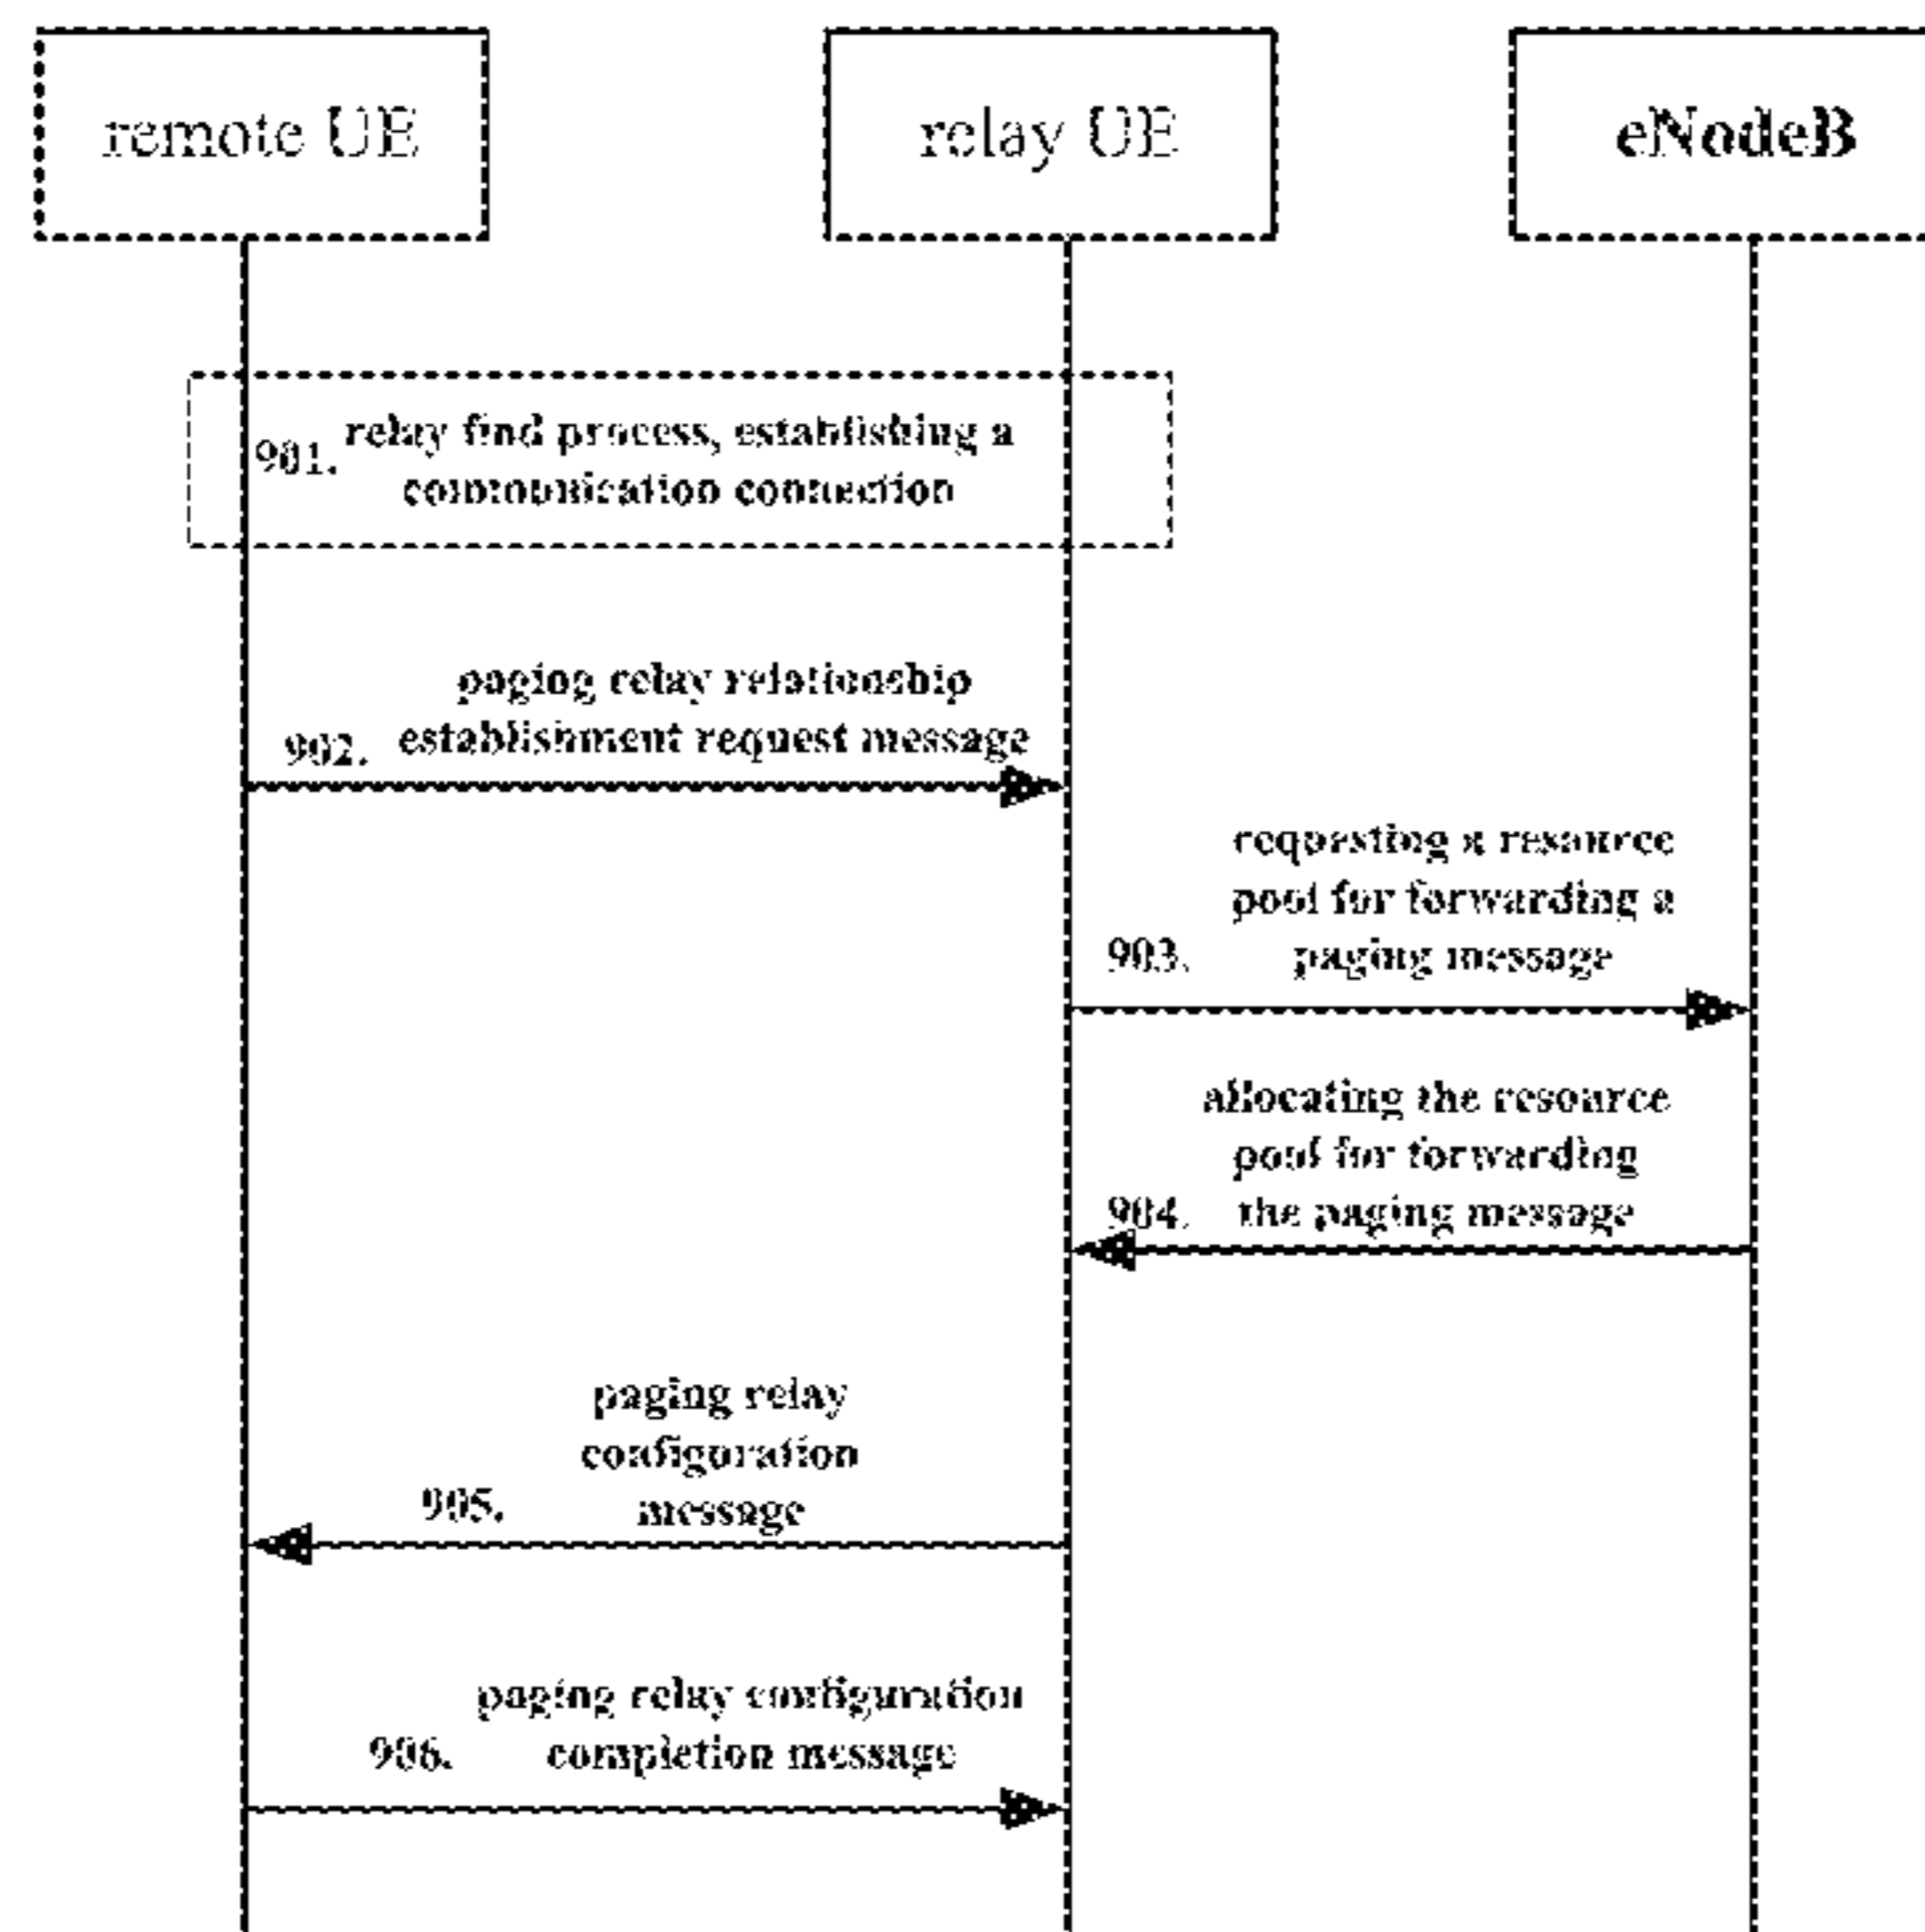 remote UE
relay UE
eNodeB
901. relay find process, establishing a
communication connection
paging relay relationship
902. establishment request message
requesting a resource
pool for forwarding a
903. paging message
allocating the resource
pool for forwarding
904. the paging message
paging relay
configuration
905. message
paging relay configuration
906. completion message